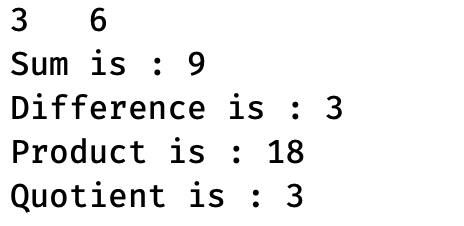 3   6
Sum is : 9
Difference is : 3
Product is : 18
Quotient is : 3